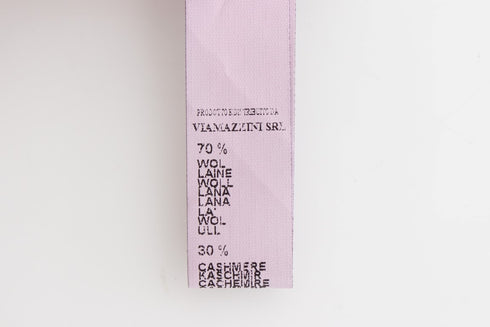 PRODOTTO E DISTRIBUITO DA
VIAMAZZINI SRL
70 %
WOL
LAINE
WOLL
LANA
LANA
LA'
WOL
ULL
30 %
CASHMERE
KASCHMIR
CACHEMIRE